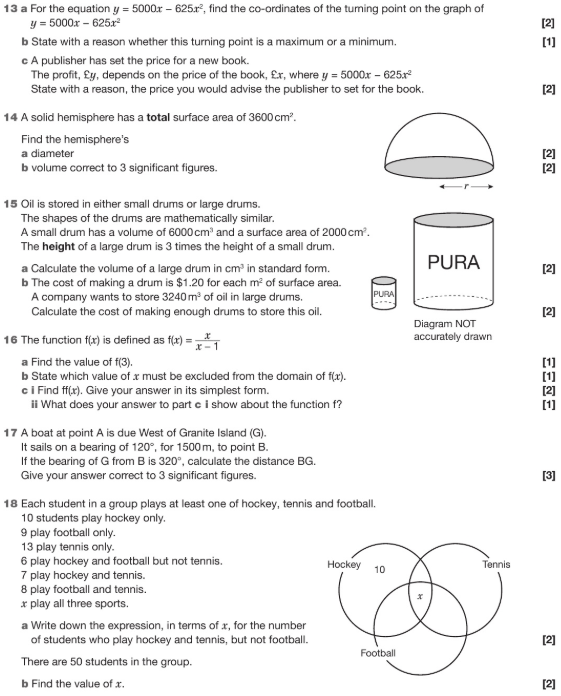 13 a For the equation y = 5000x − 625x², find the co-ordinates of the turning point on the graph of
y = 5000x − 625x² [2]
b State with a reason whether this turning point is a maximum or a minimum. [1]
c A publisher has set the price for a new book.
The profit, £y, depends on the price of the book, £x, where y = 5000x − 625x²
State with a reason, the price you would advise the publisher to set for the book. [2]
14 A solid hemisphere has a total surface area of 3600 cm².
Find the hemisphere's
a diameter [2]
b volume correct to 3 significant figures. [2]
r
15 Oil is stored in either small drums or large drums.
The shapes of the drums are mathematically similar.
A small drum has a volume of 6000 cm³ and a surface area of 2000 cm².
The height of a large drum is 3 times the height of a small drum.
a Calculate the volume of a large drum in cm³ in standard form. [2]
b The cost of making a drum is $1.20 for each m² of surface area.
A company wants to store 3240 m³ of oil in large drums.
Calculate the cost of making enough drums to store this oil. [2]
PURA
PURA
Diagram NOT
accurately drawn
16 The function f(x) is defined as f(x) = x / (x − 1)
a Find the value of f(3). [1]
b State which value of x must be excluded from the domain of f(x). [1]
c i Find ff(x). Give your answer in its simplest form. [2]
ii What does your answer to part c i show about the function f? [1]
17 A boat at point A is due West of Granite Island (G).
It sails on a bearing of 120°, for 1500 m, to point B.
If the bearing of G from B is 320°, calculate the distance BG.
Give your answer correct to 3 significant figures. [3]
18 Each student in a group plays at least one of hockey, tennis and football.
10 students play hockey only.
9 play football only.
13 play tennis only.
6 play hockey and football but not tennis.
7 play hockey and tennis.
8 play football and tennis.
x play all three sports.
a Write down the expression, in terms of x, for the number
of students who play hockey and tennis, but not football. [2]
There are 50 students in the group.
b Find the value of x. [2]
Hockey
10
Tennis
x
Football